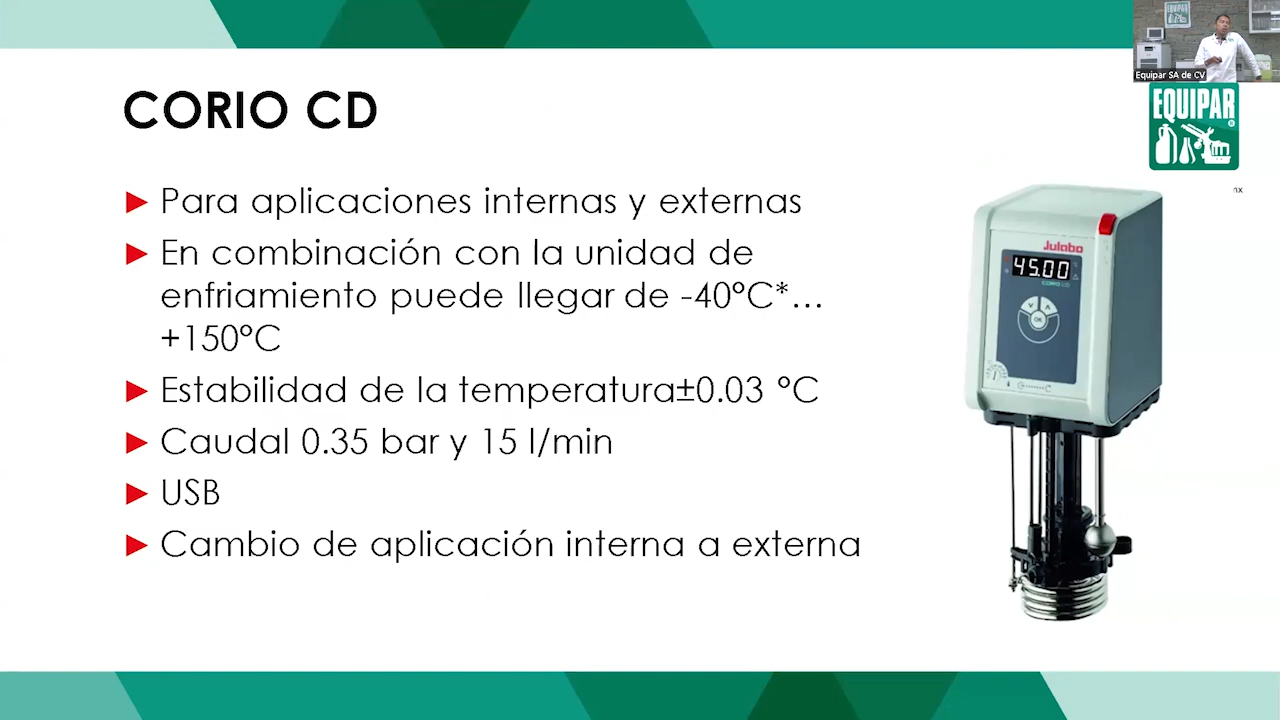 EQUIPAR
Equipar SA de CV
EQUIPAR
nx
CORIO CD
Para aplicaciones internas y externas
En combinación con la unidad de
enfriamiento puede llegar de -40°C*...
+150°C
Estabilidad de la temperatura±0.03 °C
Caudal 0.35 bar y 15 l/min
USB
Cambio de aplicación interna a externa
Julabo
45.00
CORIO CD
OK